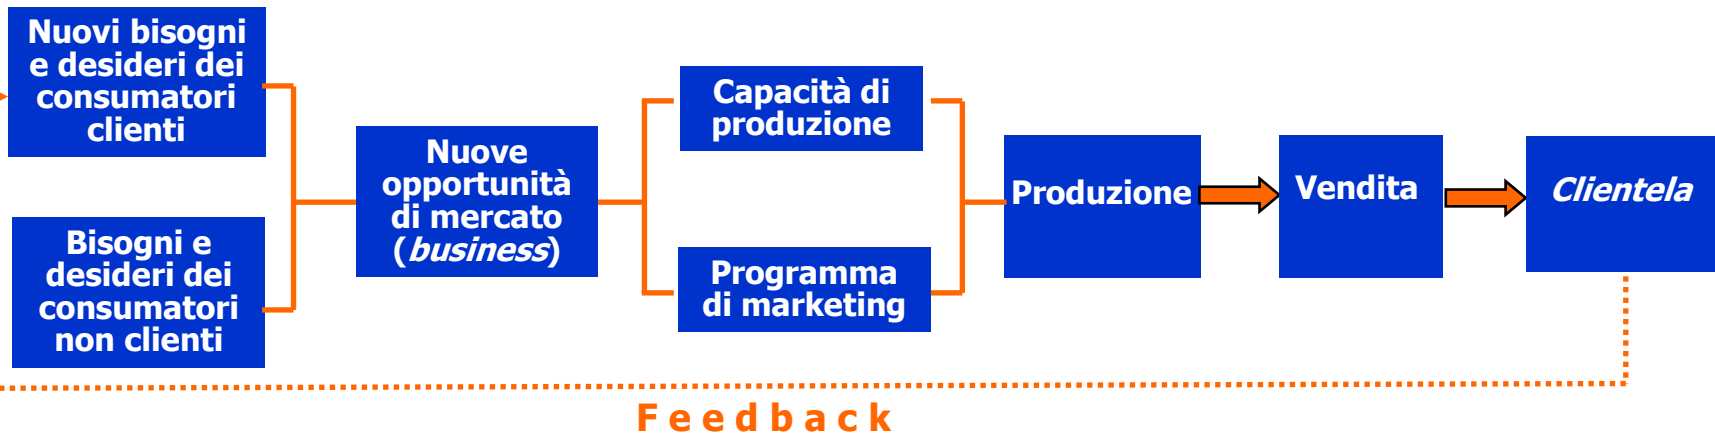 Nuovi bisogni
e desideri dei
consumatori
clienti
Bisogni e
desideri dei
consumatori
non clienti
Nuove
opportunità
di mercato
(business)
Capacità di
produzione
Programma
di marketing
Produzione
Vendita
Clientela
Feedback